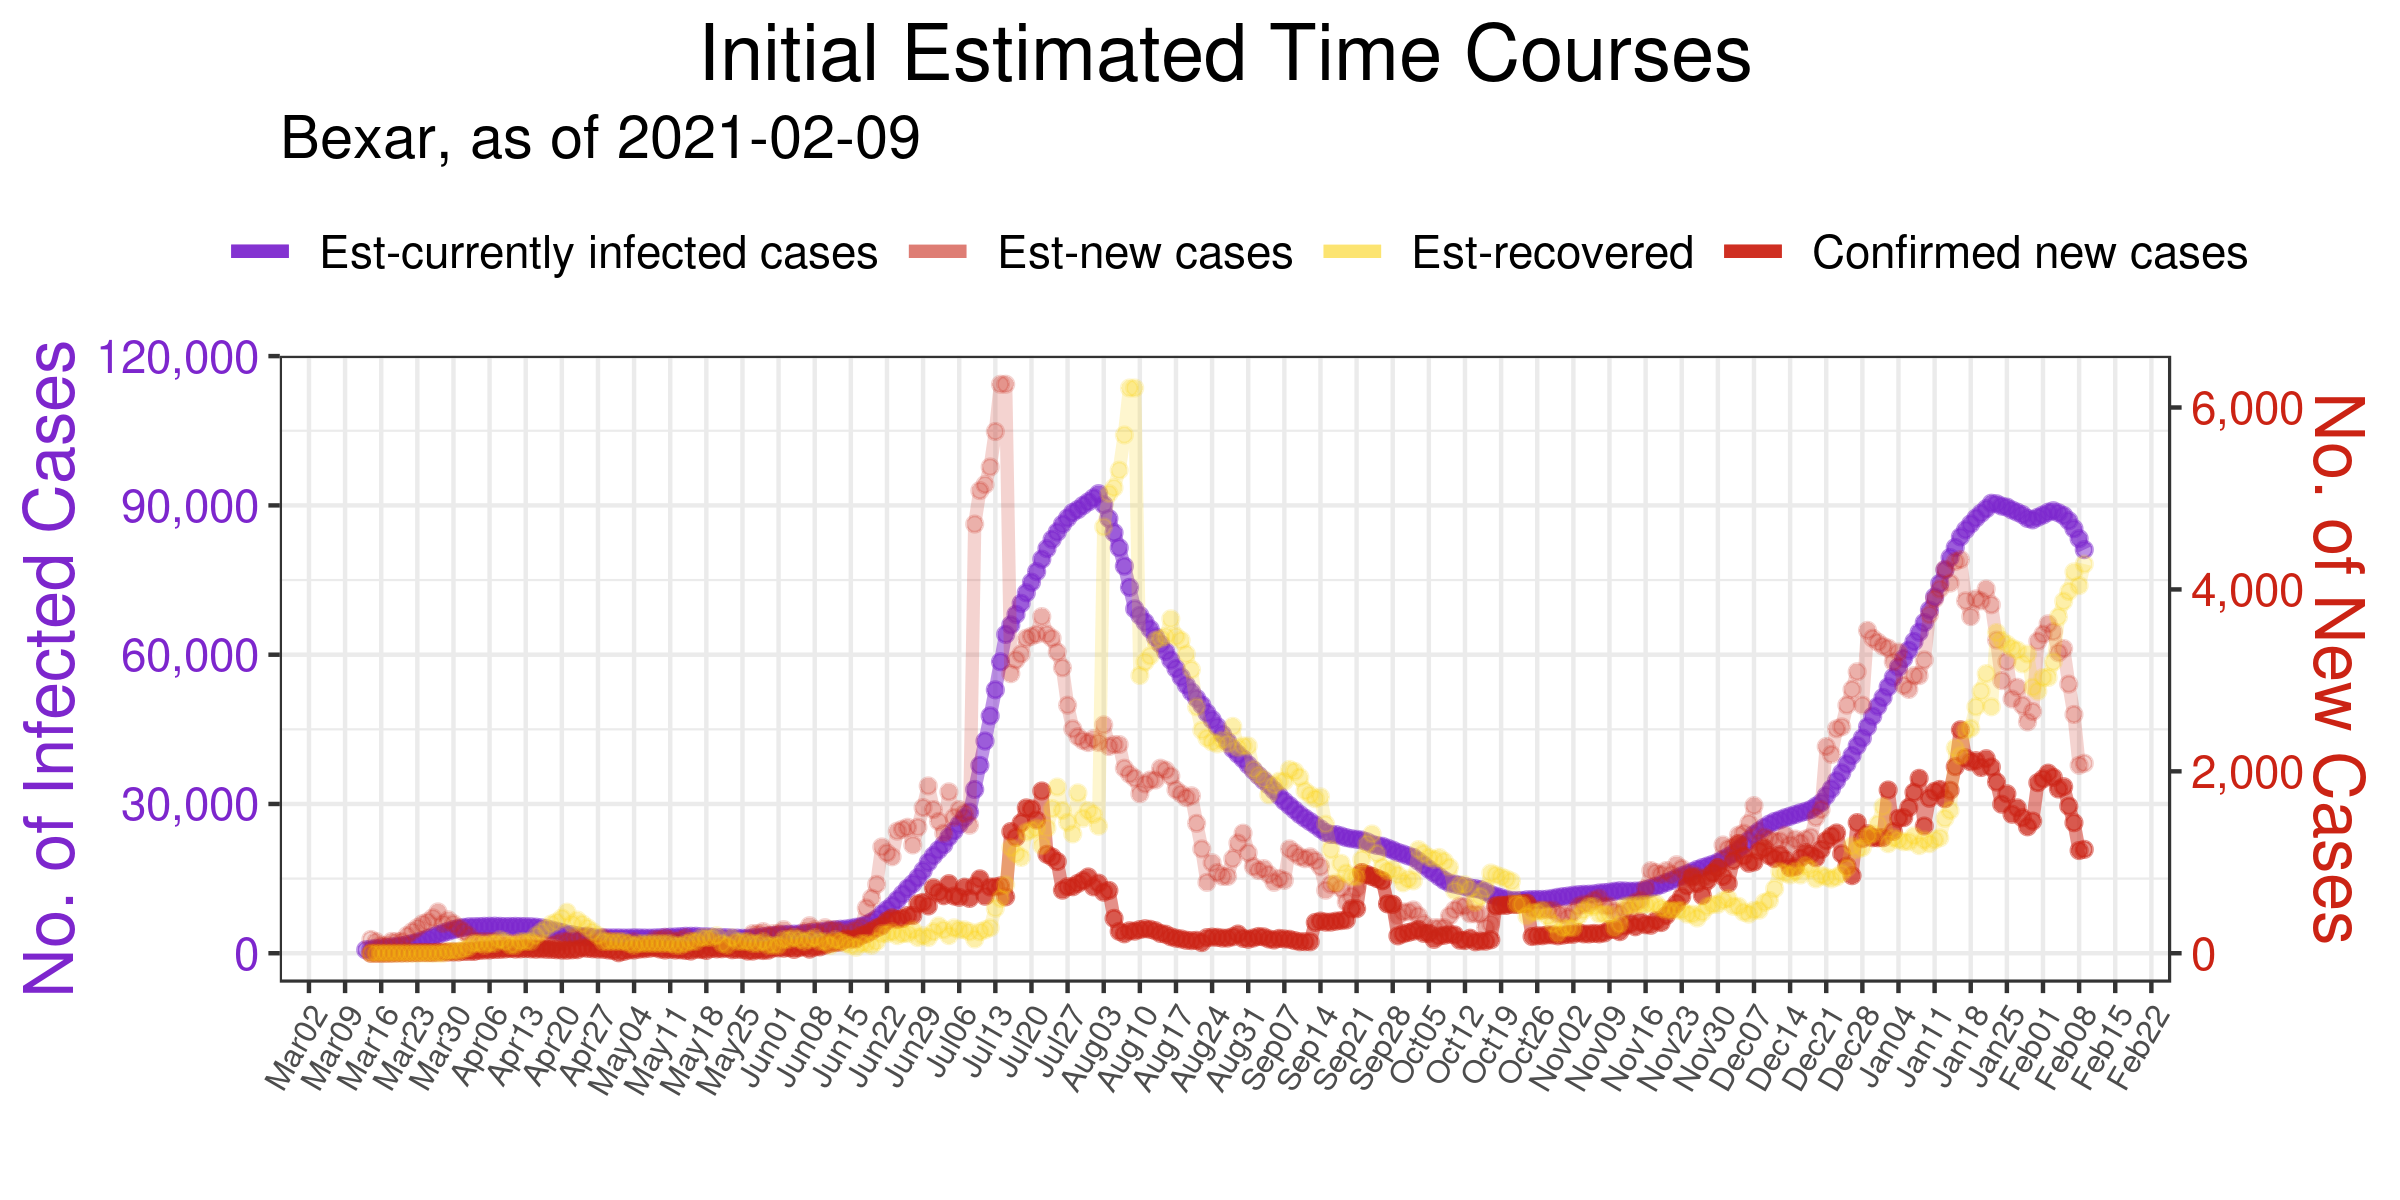 Initial Estimated Time Courses
Bexar, as of 2021-02-09
Est-currently infected cases Est-new cases Est-recovered Confirmed new cases
No. of Infected Cases
120,000
90,000
60,000
30,000
0
6,000
4,000
2,000
0
No. of New Cases
Mar02 Mar09 Mar16 Mar23 Mar30 Apr06 Apr13 Apr20 Apr27 May04 May11 May18 May25 Jun01 Jun08 Jun15 Jun22 Jun29 Jul06 Jul13 Jul20 Jul27 Aug03 Aug10 Aug17 Aug24 Aug31 Sep07 Sep14 Sep21 Sep28 Oct05 Oct12 Oct19 Oct26 Nov02 Nov09 Nov16 Nov23 Nov30 Dec07 Dec14 Dec21 Dec28 Jan04 Jan11 Jan18 Jan25 Feb01 Feb08 Feb15 Feb22